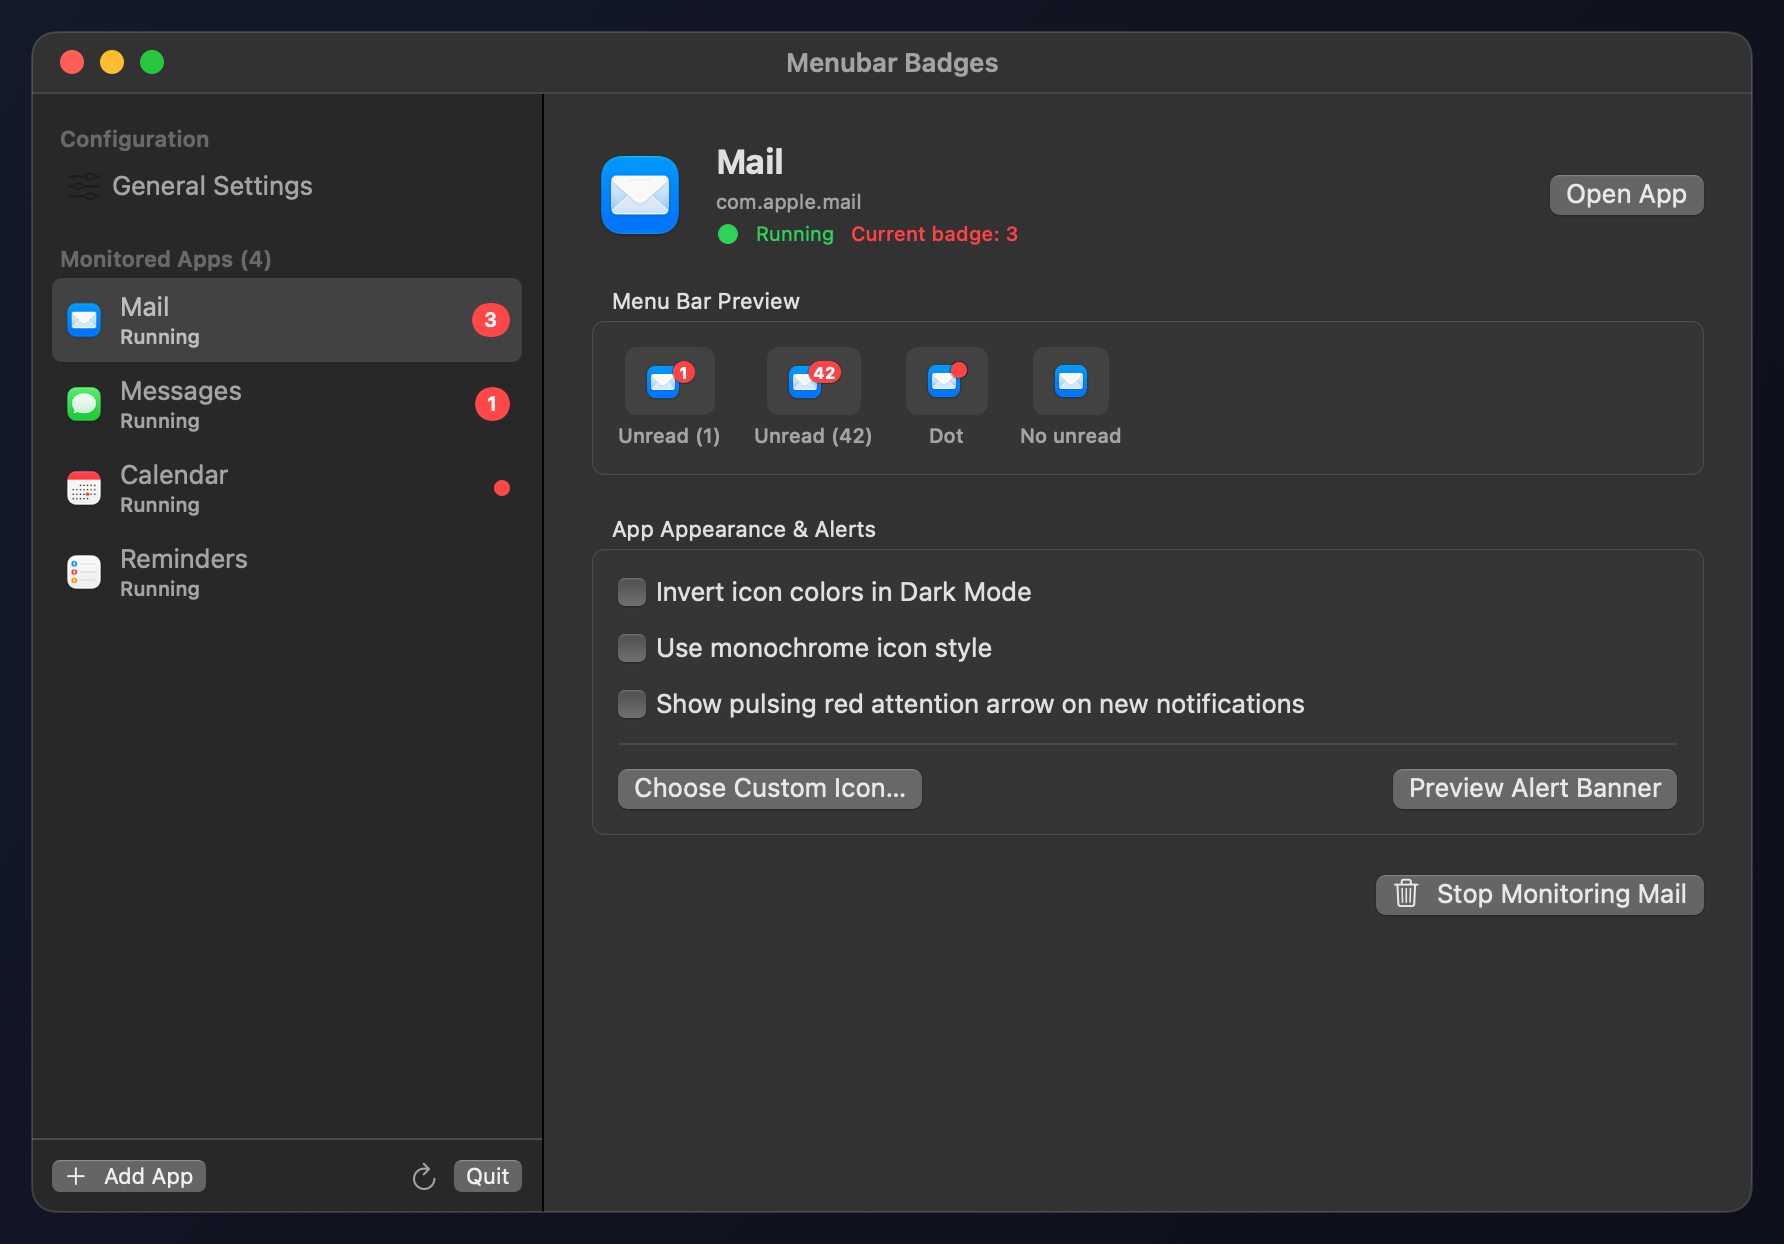 Menubar Badges
Configuration
General Settings
Monitored Apps (4)
Mail
Running
3
Messages
Running
1
Calendar
Running
Reminders
Running
+ Add App
Quit
Mail
com.apple.mail
Running Current badge: 3
Open App
Menu Bar Preview
1
42
Unread (1) Unread (42) Dot No unread
App Appearance & Alerts
Invert icon colors in Dark Mode
Use monochrome icon style
Show pulsing red attention arrow on new notifications
Choose Custom Icon...
Preview Alert Banner
Stop Monitoring Mail